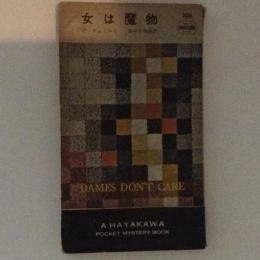 女は魔物
DAMES DON'T CARE
A HAYAKAWA
POCKET MYSTERY BOOK